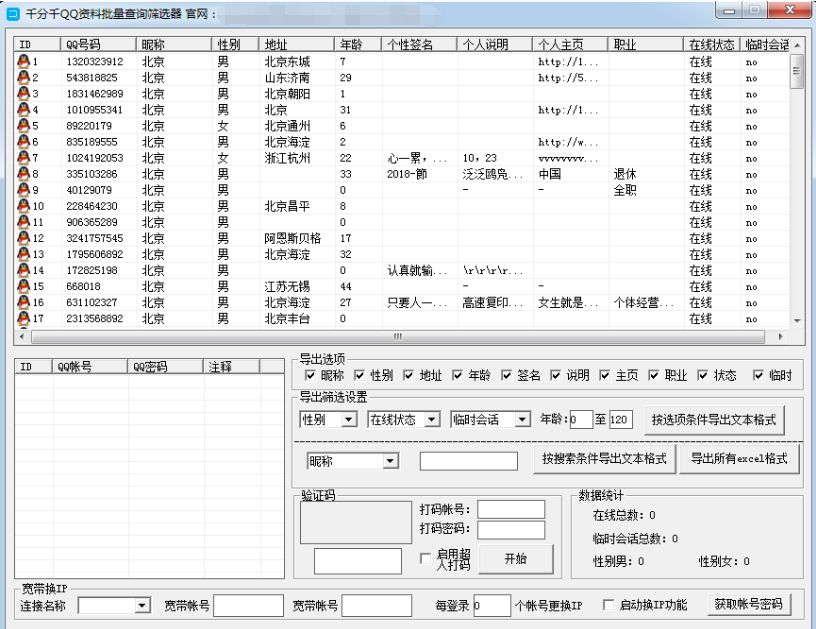 千分千QQ资料批量查询筛选器 官网：
ID QQ号码 昵称 性别 地址 年龄 个性签名 个人说明 个人主页 职业 在线状态 临时会话
1 1320323912 北京 男 北京东城 7 http://1... 在线 no
2 543818825 北京 男 山东济南 29 http://5... 在线 no
3 1831462989 北京 男 北京朝阳 1 在线 no
4 1010955341 北京 男 北京 31 http://1... 在线 no
5 89220179 北京 女 北京通州 6 在线 no
6 835189555 北京 男 北京海淀 2 http://w... 在线 no
7 1024192053 北京 女 浙江杭州 22 心一累，... 10，23 vvvvvvvv... 在线 no
8 335103286 北京 男 33 2018-節 泛泛鸥凫... 中国 退休 在线 no
9 40129079 北京 男 0 - - 全职 在线 no
10 228464230 北京 男 北京昌平 8 在线 no
11 906365289 北京 男 0 在线 no
12 3241757545 北京 男 阿恩斯贝格 17 在线 no
13 1795606892 北京 男 北京海淀 32 在线 no
14 172825198 北京 男 0 认真就输... \r\r\r\r... 在线 no
15 668018 北京 男 江苏无锡 44 - - 在线 no
16 631102327 北京 男 北京海淀 27 只要人一... 高速复印... 女生就是... 个体经营... 在线 no
17 2313568892 北京 男 北京丰台 0 在线 no
ID QQ帐号 QQ密码 注释
导出选项
昵称 性别 地址 年龄 签名 说明 主页 职业 状态 临时
导出筛选设置
性别 在线状态 临时会话 年龄:0 至 120 按选项条件导出文本格式
昵称 按搜索条件导出文本格式 导出所有excel格式
验证码
打码帐号:
打码密码:
启用超人打码 开始
数据统计
在线总数: 0
临时会话总数: 0
性别男: 0 性别女: 0
宽带换IP
连接名称 宽带帐号 宽带帐号 每登录 0 个帐号更换IP 启动换IP功能 获取帐号密码